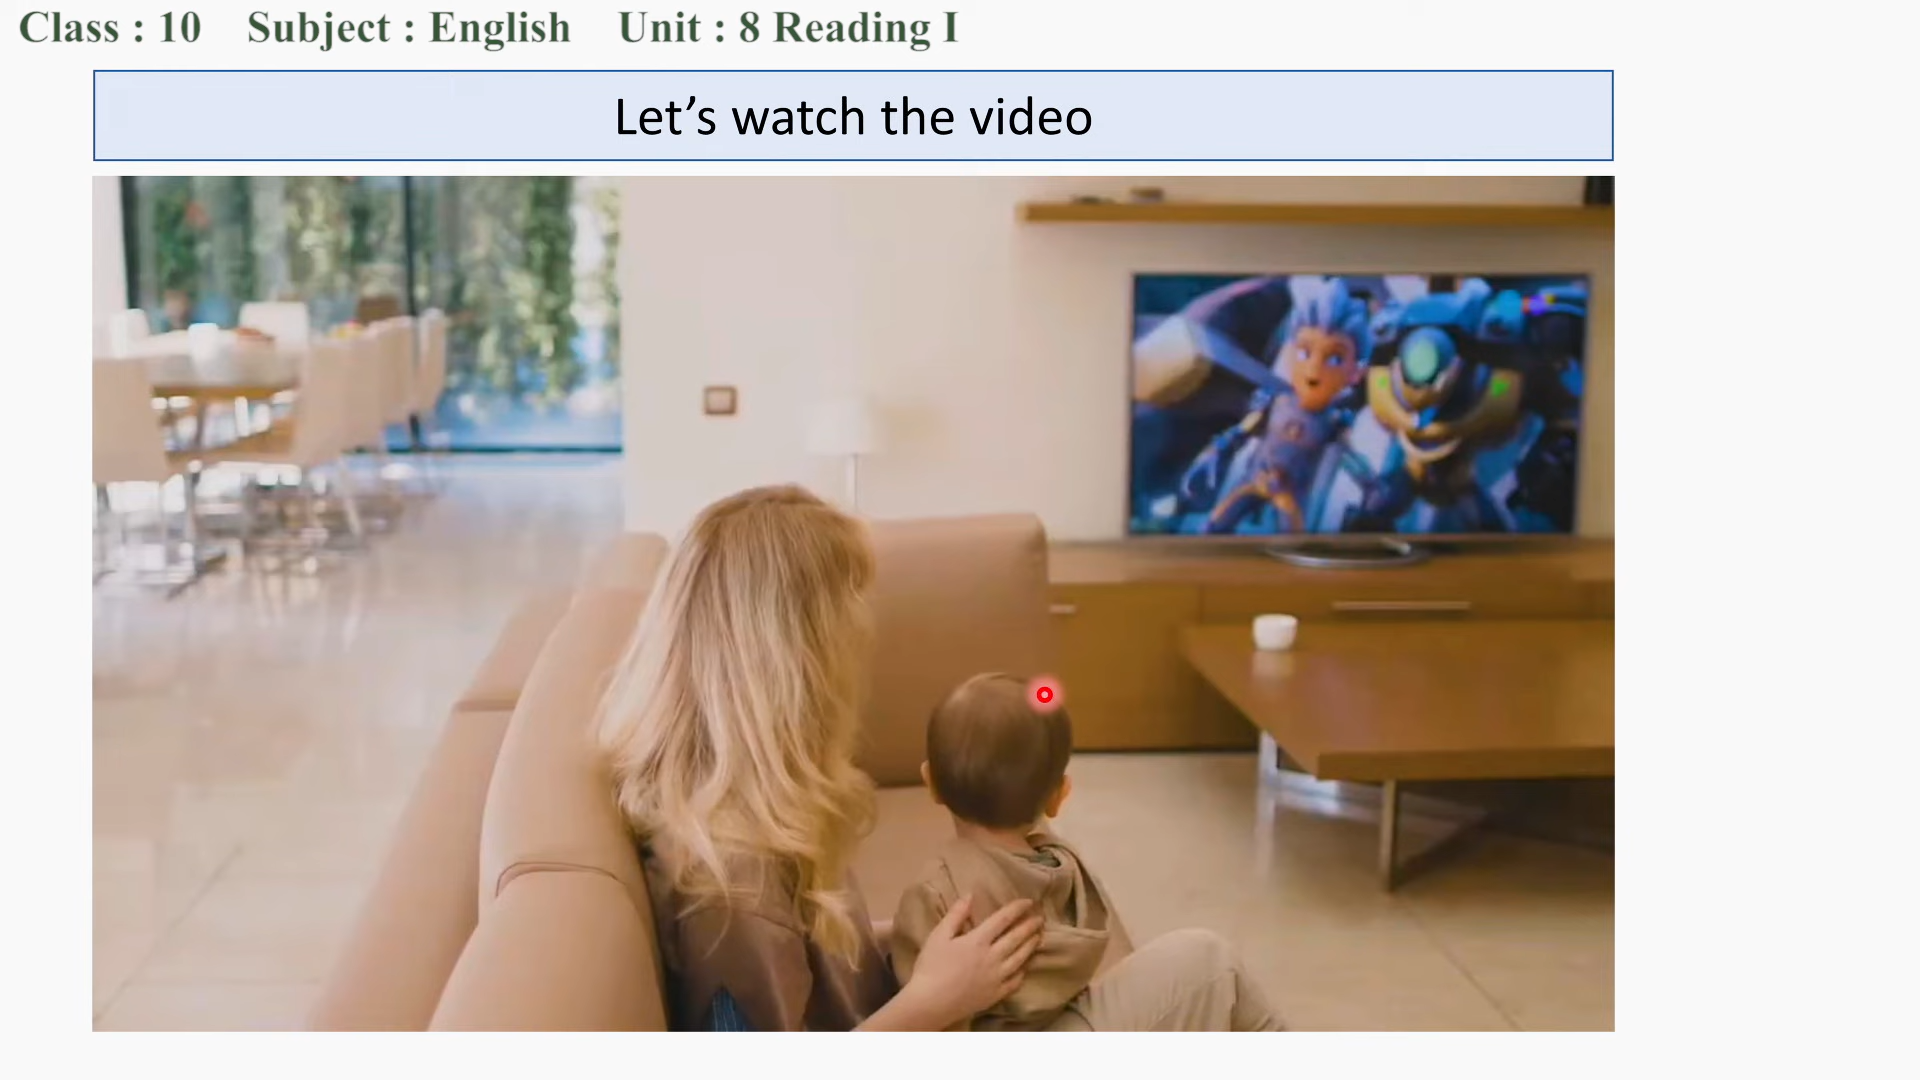 Class : 10 Subject : English Unit : 8 Reading I
Let’s watch the video